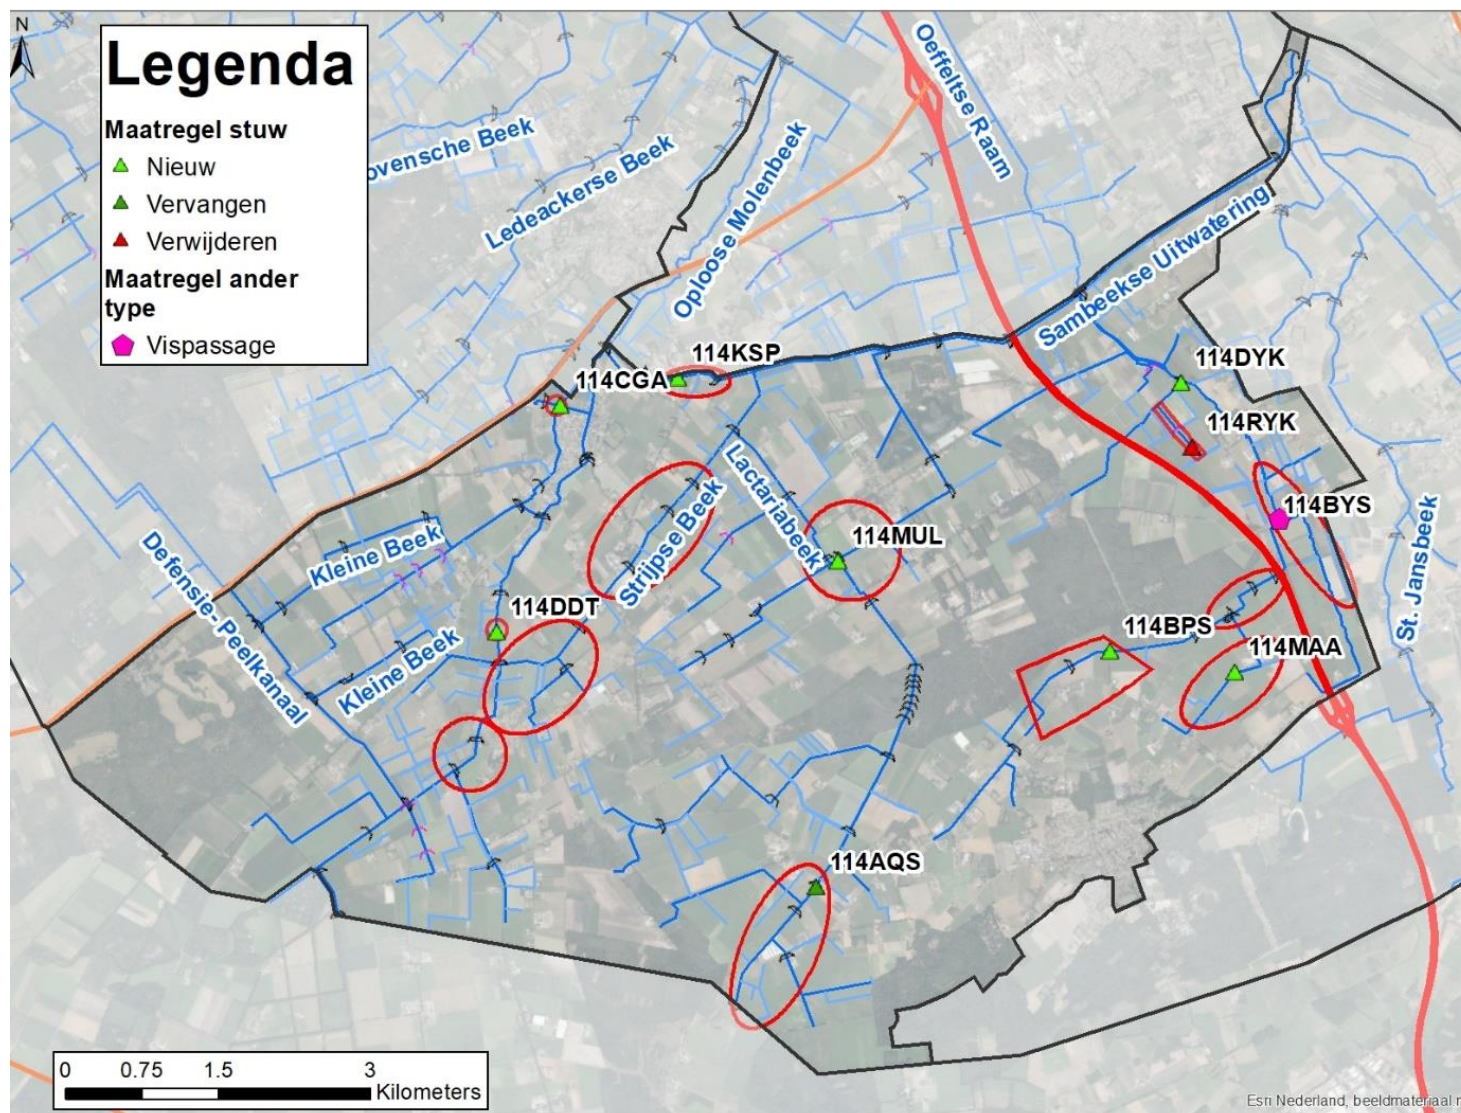 N
Legenda
Maatregel stuw
Nieuw
Vervangen
Verwijderen
Maatregel ander
type
Vispassage
ovensche Beek
Ledeackerse Beek
Oploose Molenbeek
Oeffeltse Raam
Sambeekse Uitwatering
114KSP
114CGA
114DYK
114RYK
114BYS
Lactariabeek
Strijpse Beek
114MUL
St. Jansbeek
Kleine Beek
Defensie-Peelkanaal
114DDT
Kleine Beek
114BPS
114MAA
114AQS
0 0.75 1.5 3
Kilometers
Esri Nederland, beeldmateriaal r